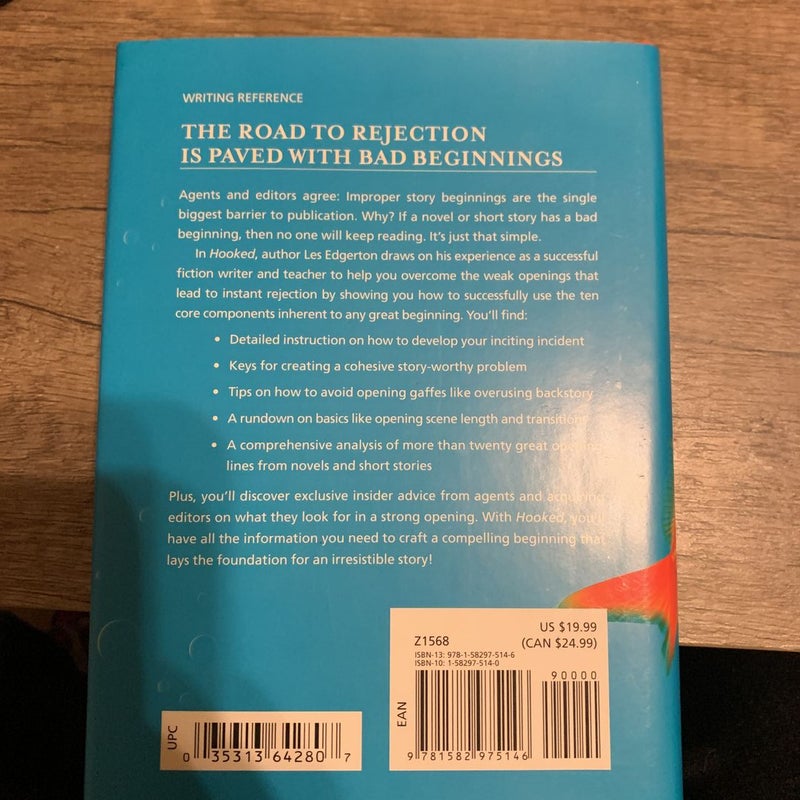 WRITING REFERENCE
THE ROAD TO REJECTION
IS PAVED WITH BAD BEGINNINGS
Agents and editors agree: Improper story beginnings are the single
biggest barrier to publication. Why? If a novel or short story has a bad
beginning, then no one will keep reading. It's just that simple.
In Hooked, author Les Edgerton draws on his experience as a successful
fiction writer and teacher to help you overcome the weak openings that
lead to instant rejection by showing you how to successfully use the ten
core components inherent to any great beginning. You'll find:
• Detailed instruction on how to develop your inciting incident
• Keys for creating a cohesive story-worthy problem
• Tips on how to avoid opening gaffes like overusing backstory
• A rundown on basics like opening scene length and transitions
• A comprehensive analysis of more than twenty great opening
lines from novels and short stories
Plus, you'll discover exclusive insider advice from agents and acquiring
editors on what they look for in a strong opening. With Hooked, you'll
have all the information you need to craft a compelling beginning that
lays the foundation for an irresistible story!
US $19.99
Z1568 (CAN $24.99)
ISBN-13: 978-1-58297-514-6
ISBN-10: 1-58297-514-0
90000
EAN
9 781582 975146
UPC
0 35313 64280 7